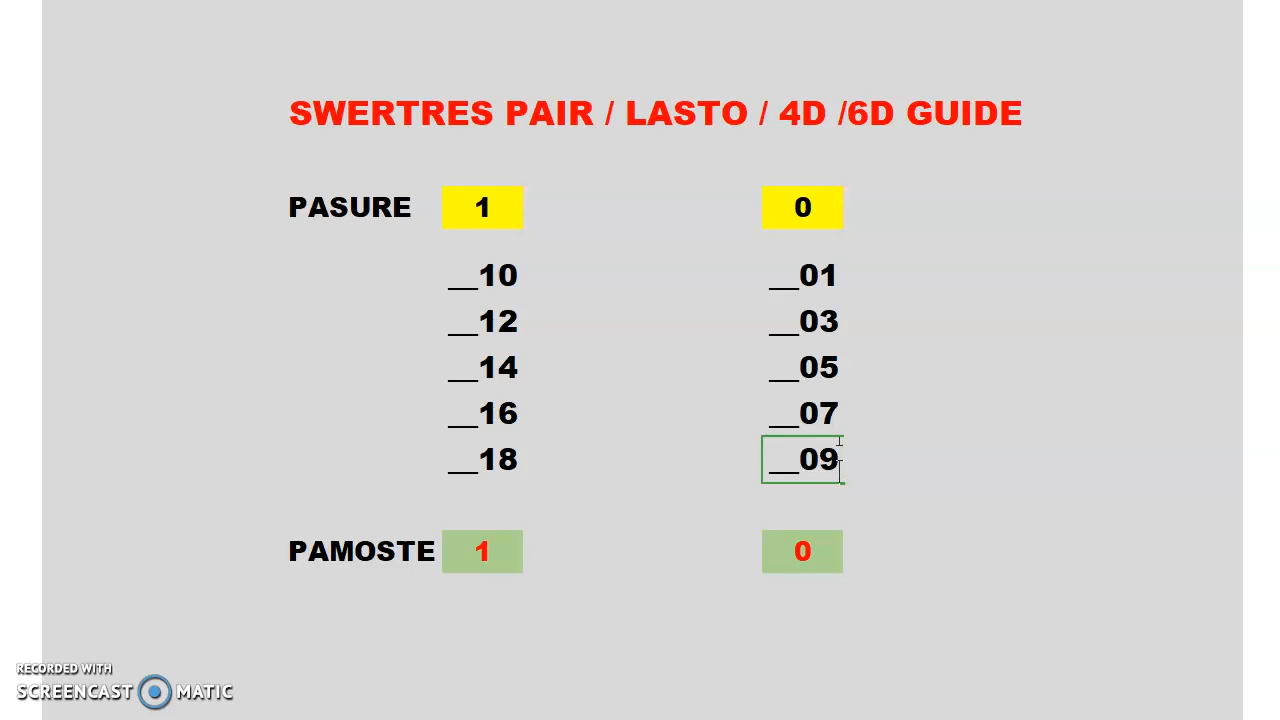 SWERTRES PAIR / LASTO / 4D /6D GUIDE
PASURE 1 0
__10 __01
__12 __03
__14 __05
__16 __07
__18 __09
PAMOSTE 1 0
RECORDED WITH
SCREENCAST MATIC